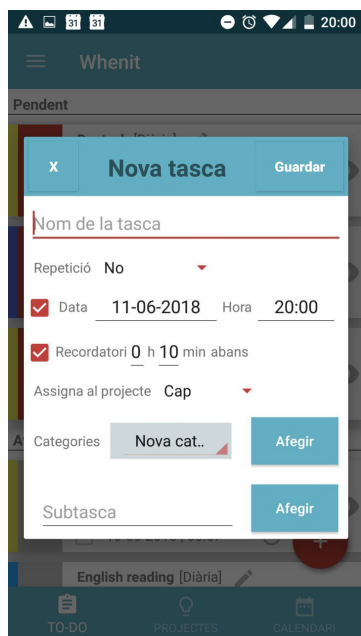 31 31 20:00
Whenit
Pendent
X Nova tasca Guardar
Nom de la tasca
Repetició No
Data 11-06-2018 Hora 20:00
Recordatori 0 h 10 min abans
Assigna al projecte Cap
Categories Nova cat.. Afegir
Subtasca Afegir
English reading [Diària]
TO-DO PROJECTES CALENDARI